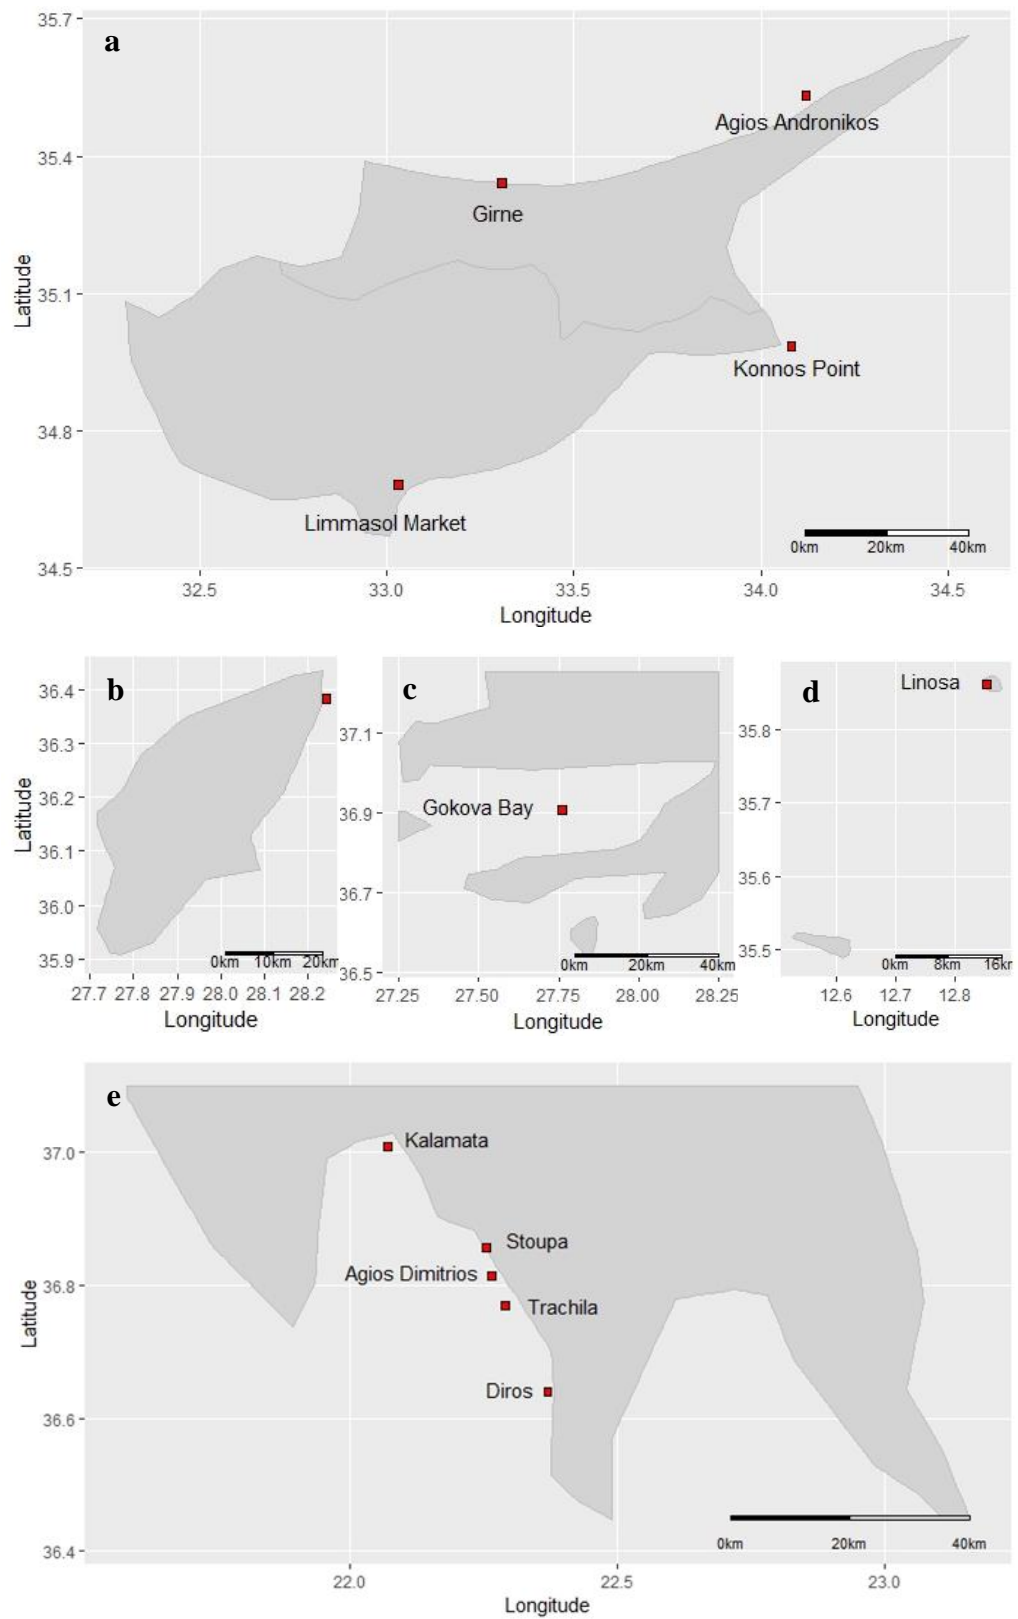 a
35.7
35.4
35.1
34.8
34.5
Latitude
Agios Andronikos
Girne
Konnos Point
Limmasol Market
0km 20km 40km
32.5 33.0 33.5 34.0 34.5
Longitude
b
36.4
36.3
36.2
36.1
36.0
35.9
Latitude
0km 10km 20km
27.7 27.8 27.9 28.0 28.1 28.2
Longitude
c
37.1
36.9
36.7
36.5
Gokova Bay
0km 20km 40km
27.25 27.50 27.75 28.00 28.25
Longitude
d
Linosa
35.8
35.7
35.6
35.5
0km 8km 16km
12.6 12.7 12.8
Longitude
e
37.0
36.8
36.6
36.4
Latitude
Kalamata
Stoupa
Agios Dimitrios
Trachila
Diros
0km 20km 40km
22.0 22.5 23.0
Longitude